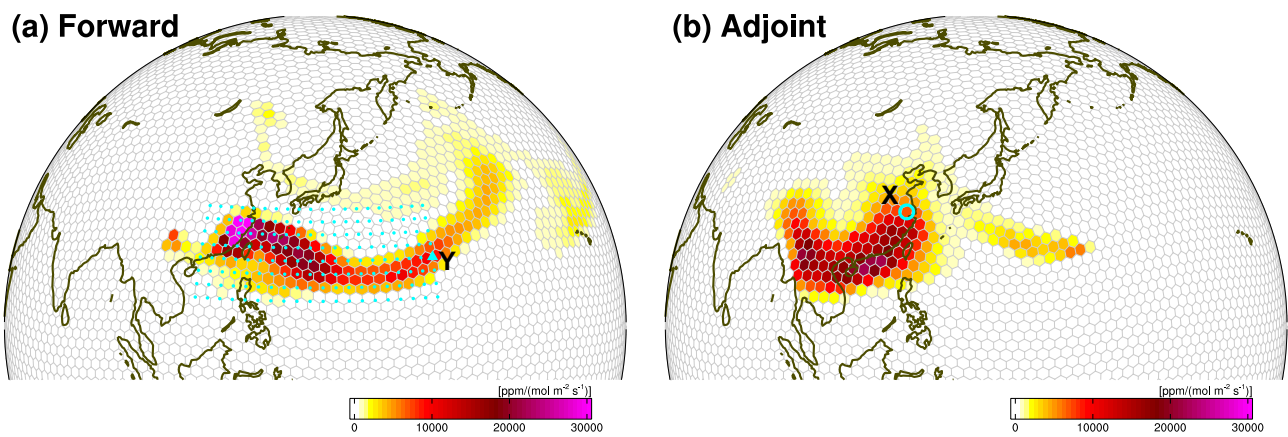 (a) Forward
(b) Adjoint
X
Y
[ppm/(mol m⁻² s⁻¹)]
0 10000 20000 30000
[ppm/(mol m⁻² s⁻¹)]
0 10000 20000 30000